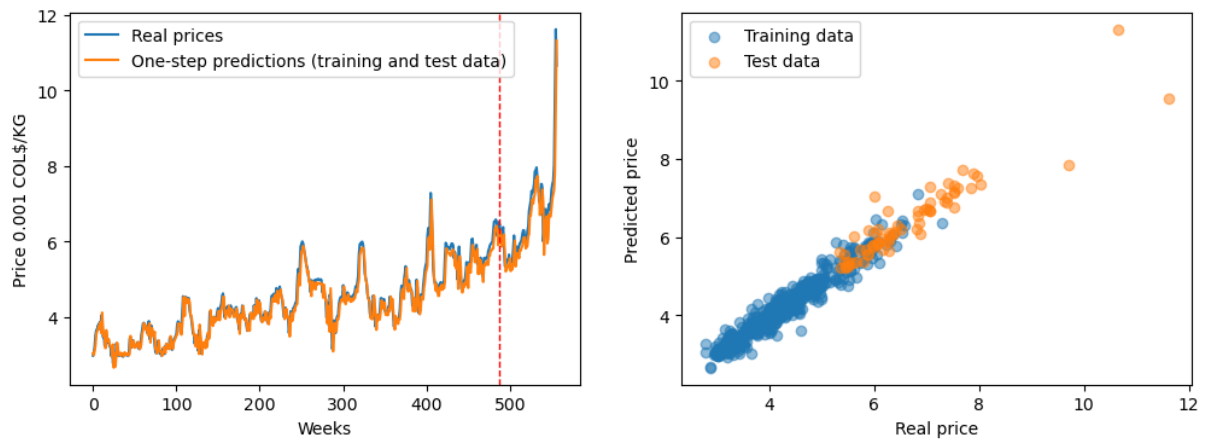 Real prices
One-step predictions (training and test data)
Price 0.001 COL$/KG
12
10
8
6
4
0 100 200 300 400 500
Weeks
Training data
Test data
Predicted price
10
8
6
4
4 6 8 10 12
Real price